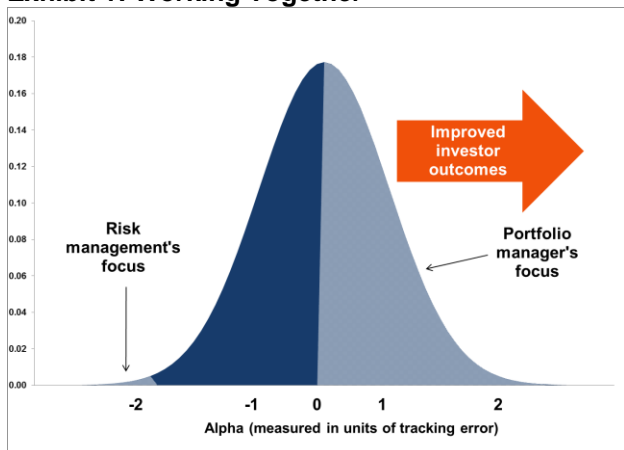 0.20
0.18
0.16
0.14
0.12
0.10
0.08
0.06
0.04
0.02
0.00
Improved
investor
outcomes
Risk
management's
focus
Portfolio
manager's
focus
-2 -1 0 1 2
Alpha (measured in units of tracking error)